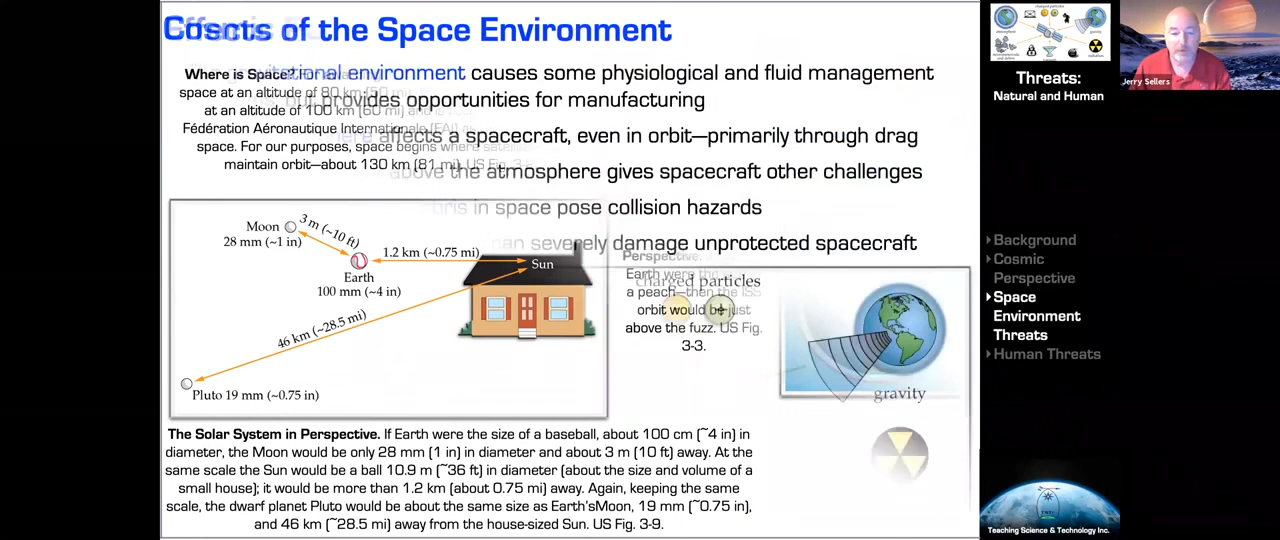 of the Space Environment
Where is Space?
space at an altitude of 80 km (50 mi
at an altitude of 100 km (60 mi)
Fédération Aéronautique Internationale (FAI)
space. For our purposes, space begins where
maintain orbit—about 130 km (81 mi). US Fig. 3-
environment causes some physiological and fluid management
but provides opportunities for manufacturing
affects a spacecraft, even in orbit—primarily through drag
above the atmosphere gives spacecraft other challenges
in space pose collision hazards
can severely damage unprotected spacecraft
Moon
28 mm (~1 in)
3 m (~10 ft)
Earth
100 mm (~4 in)
1.2 km (~0.75 mi)
Sun
46 km (~28.5 mi)
Pluto 19 mm (~0.75 in)
Perspective.
Earth were the
a peach—then the ISS
orbit would be just
above the fuzz. US Fig.
3-3.
charged particles
+
gravity
The Solar System in Perspective. If Earth were the size of a baseball, about 100 cm (~4 in) in
diameter, the Moon would be only 28 mm (1 in) in diameter and about 3 m (10 ft) away. At the
same scale the Sun would be a ball 10.9 m (~36 ft) in diameter (about the size and volume of a
small house); it would be more than 1.2 km (about 0.75 mi) away. Again, keeping the same
scale, the dwarf planet Pluto would be about the same size as Earth'sMoon, 19 mm (~0.75 in),
and 46 km (~28.5 mi) away from the house-sized Sun. US Fig. 3-9.
atmosphere
gravity
Threats:
Natural and Human
Jerry Sellers
Background
Cosmic
Perspective
Space
Environment
Threats
Human Threats
Teaching Science & Technology Inc.